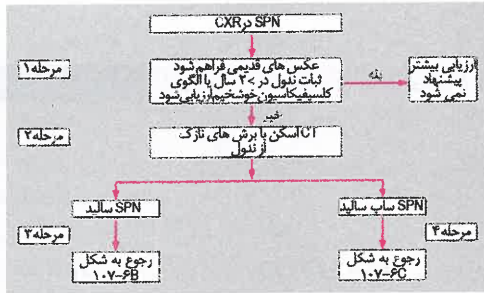 SPN در CXR
مرحله ۱
عکس های قدیمی فراهم شود
ثبات ندول در > ۲ سال یا الگوی
کلسیفیکاسیون خوشخیم ارزیابی شود
بله
ارزیابی بیشتر
پیشنهاد
نمی شود
خیر
مرحله ۲
CT اسکن با برش های نازک
از ندول
SPN سالید
SPN ساب سالید
مرحله ۳
مرحله ۴
رجوع به شکل
۱۰۷-۶B
رجوع به شکل
۱۰۷-۶C